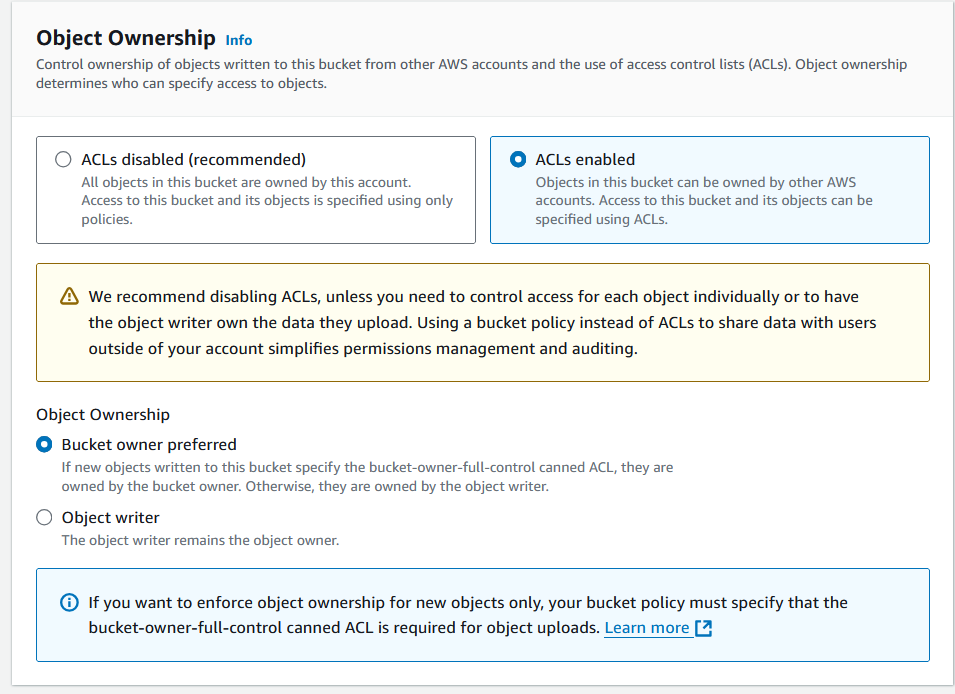 Object Ownership Info
Control ownership of objects written to this bucket from other AWS accounts and the use of access control lists (ACLs). Object ownership
determines who can specify access to objects.
ACLs disabled (recommended)
All objects in this bucket are owned by this account.
Access to this bucket and its objects is specified using only
policies.
ACLs enabled
Objects in this bucket can be owned by other AWS
accounts. Access to this bucket and its objects can be
specified using ACLs.
We recommend disabling ACLs, unless you need to control access for each object individually or to have
the object writer own the data they upload. Using a bucket policy instead of ACLs to share data with users
outside of your account simplifies permissions management and auditing.
Object Ownership
Bucket owner preferred
If new objects written to this bucket specify the bucket-owner-full-control canned ACL, they are
owned by the bucket owner. Otherwise, they are owned by the object writer.
Object writer
The object writer remains the object owner.
If you want to enforce object ownership for new objects only, your bucket policy must specify that the
bucket-owner-full-control canned ACL is required for object uploads. Learn more